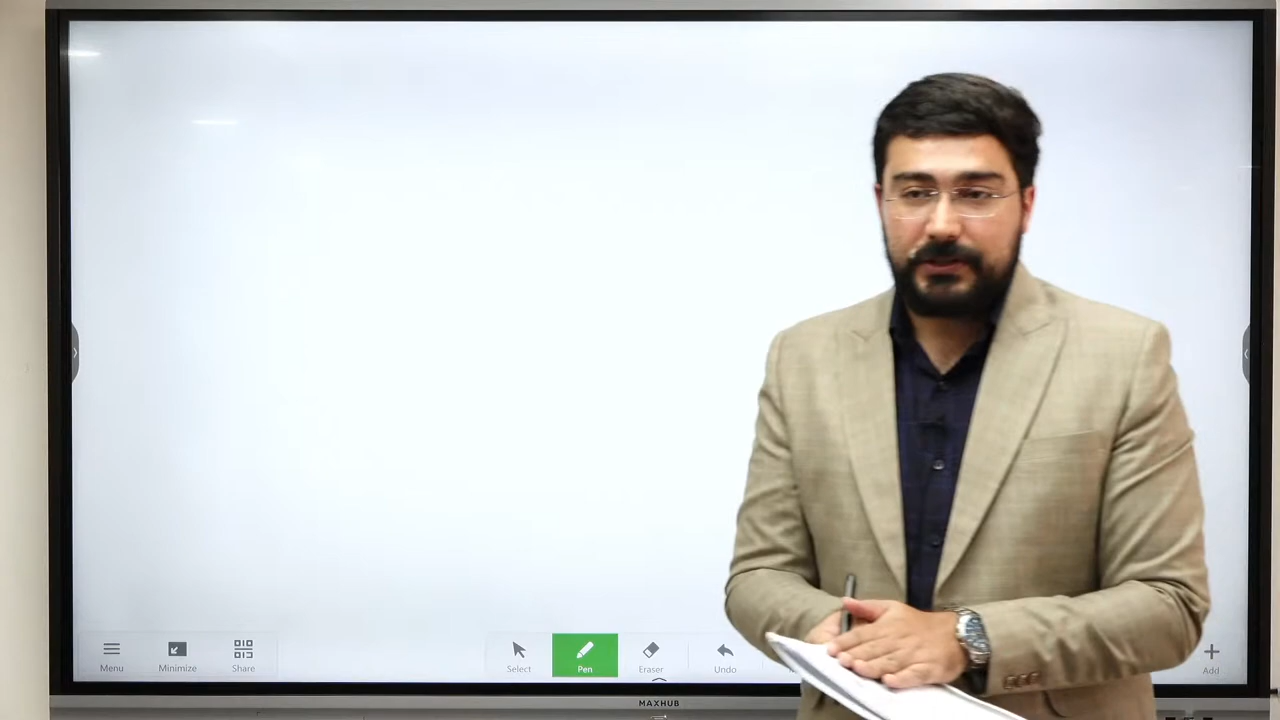 Menu
Minimize
Share
Select
Pen
Eraser
Undo
Add
MAXHUB